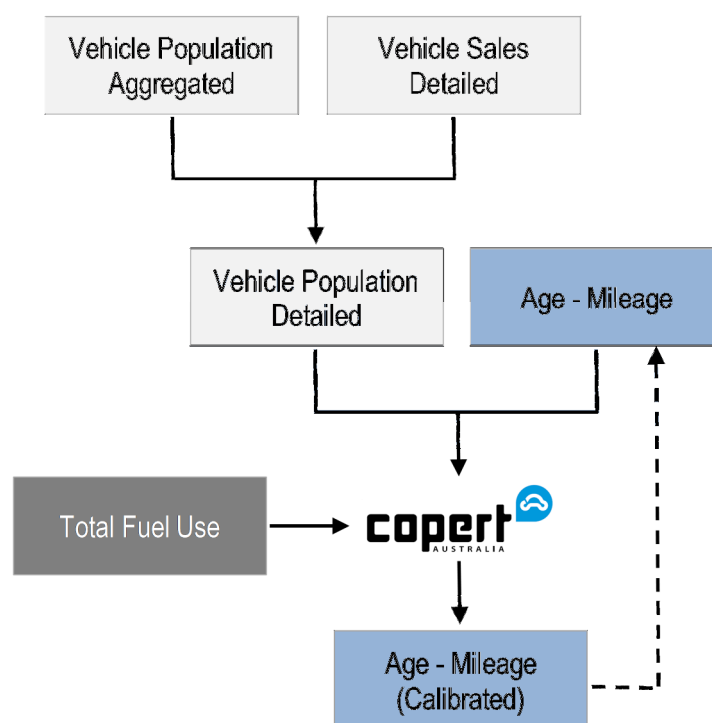 Vehicle Population
Aggregated
Vehicle Sales
Detailed
Vehicle Population
Detailed
Age - Mileage
Total Fuel Use
copert
AUSTRALIA
Age - Mileage
(Calibrated)